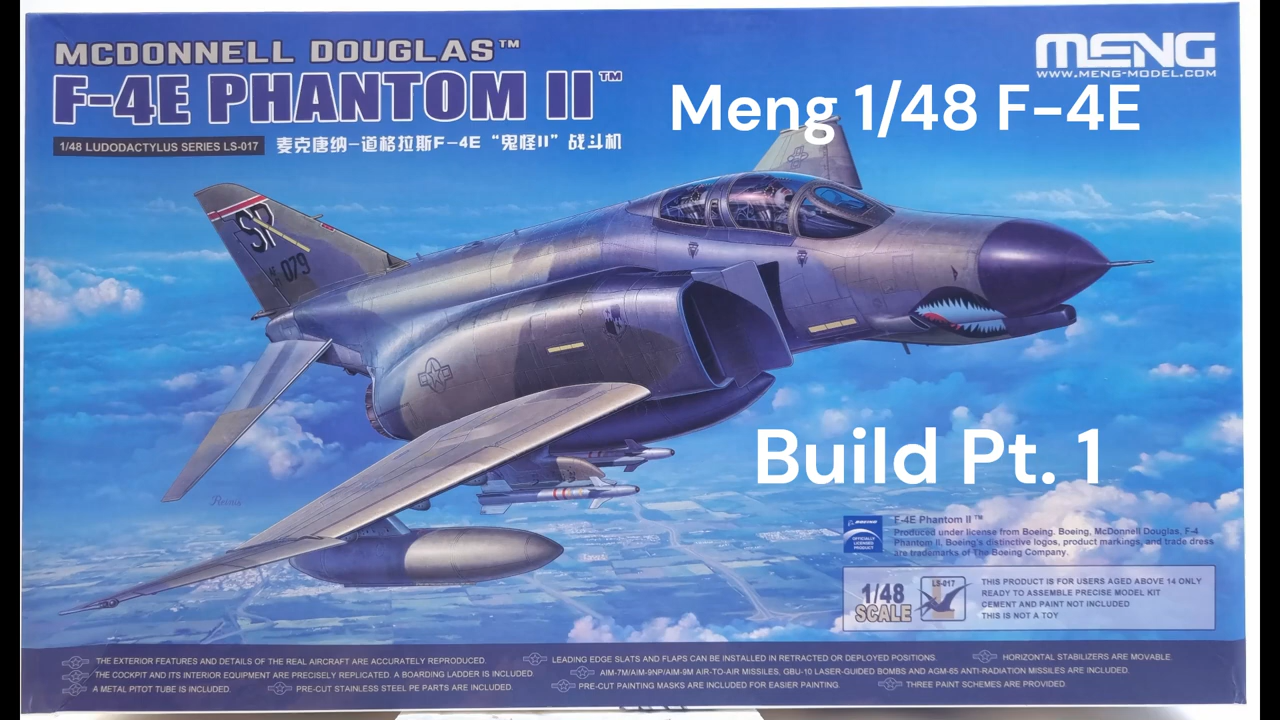 MCDONNELL DOUGLAS™
F-4E PHANTOM II™
1/48 LUDODACTYLUS SERIES LS-017
麦克唐纳-道格拉斯F-4E“鬼怪II”战斗机
MENG
WWW.MENG-MODEL.COM
Meng 1/48 F-4E
SP
AF
079
Build Pt. 1
BOEING
OFFICIALLY
LICENSED
PRODUCT
F-4E Phantom II ™
Produced under license from Boeing. Boeing, McDonnell Douglas, F-4
Phantom II, Boeing's distinctive logos, product markings, and trade dress
are trademarks of The Boeing Company.
1/48
SCALE
LS-017
THIS PRODUCT IS FOR USERS AGED ABOVE 14 ONLY
READY TO ASSEMBLE PRECISE MODEL KIT
CEMENT AND PAINT NOT INCLUDED
THIS IS NOT A TOY
THE EXTERIOR FEATURES AND DETAILS OF THE REAL AIRCRAFT ARE ACCURATELY REPRODUCED.
THE COCKPIT AND ITS INTERIOR EQUIPMENT ARE PRECISELY REPLICATED. A BOARDING LADDER IS INCLUDED.
A METAL PITOT TUBE IS INCLUDED.
PRE-CUT STAINLESS STEEL PE PARTS ARE INCLUDED.
LEADING EDGE SLATS AND FLAPS CAN BE INSTALLED IN RETRACTED OR DEPLOYED POSITIONS.
HORIZONTAL STABILIZERS ARE MOVABLE.
AIM-7M/AIM-9NP/AIM-9M AIR-TO-AIR MISSILES, GBU-10 LASER-GUIDED BOMBS AND AGM-65 ANTI-RADIATION MISSILES ARE INCLUDED.
PRE-CUT PAINTING MASKS ARE INCLUDED FOR EASIER PAINTING.
THREE PAINT SCHEMES ARE PROVIDED.